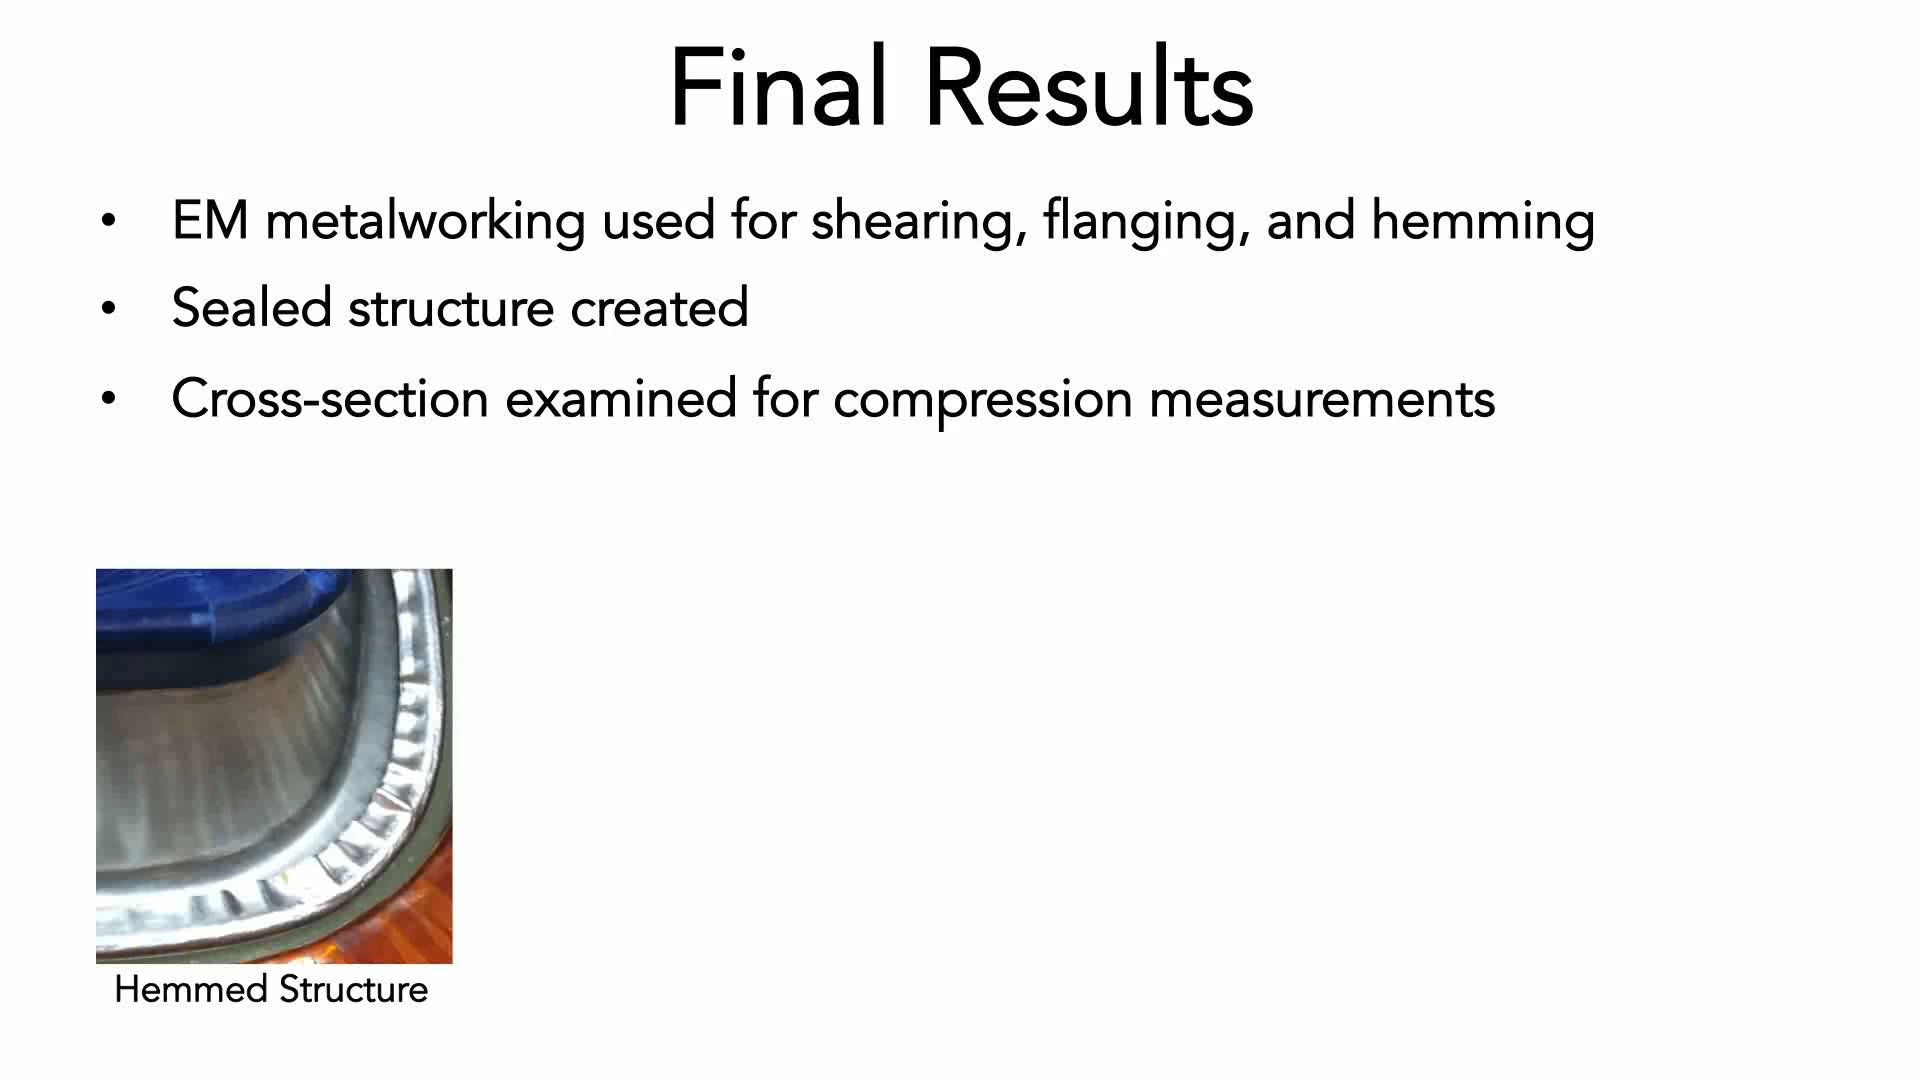 Final Results
• EM metalworking used for shearing, flanging, and hemming
• Sealed structure created
• Cross-section examined for compression measurements
Hemmed Structure